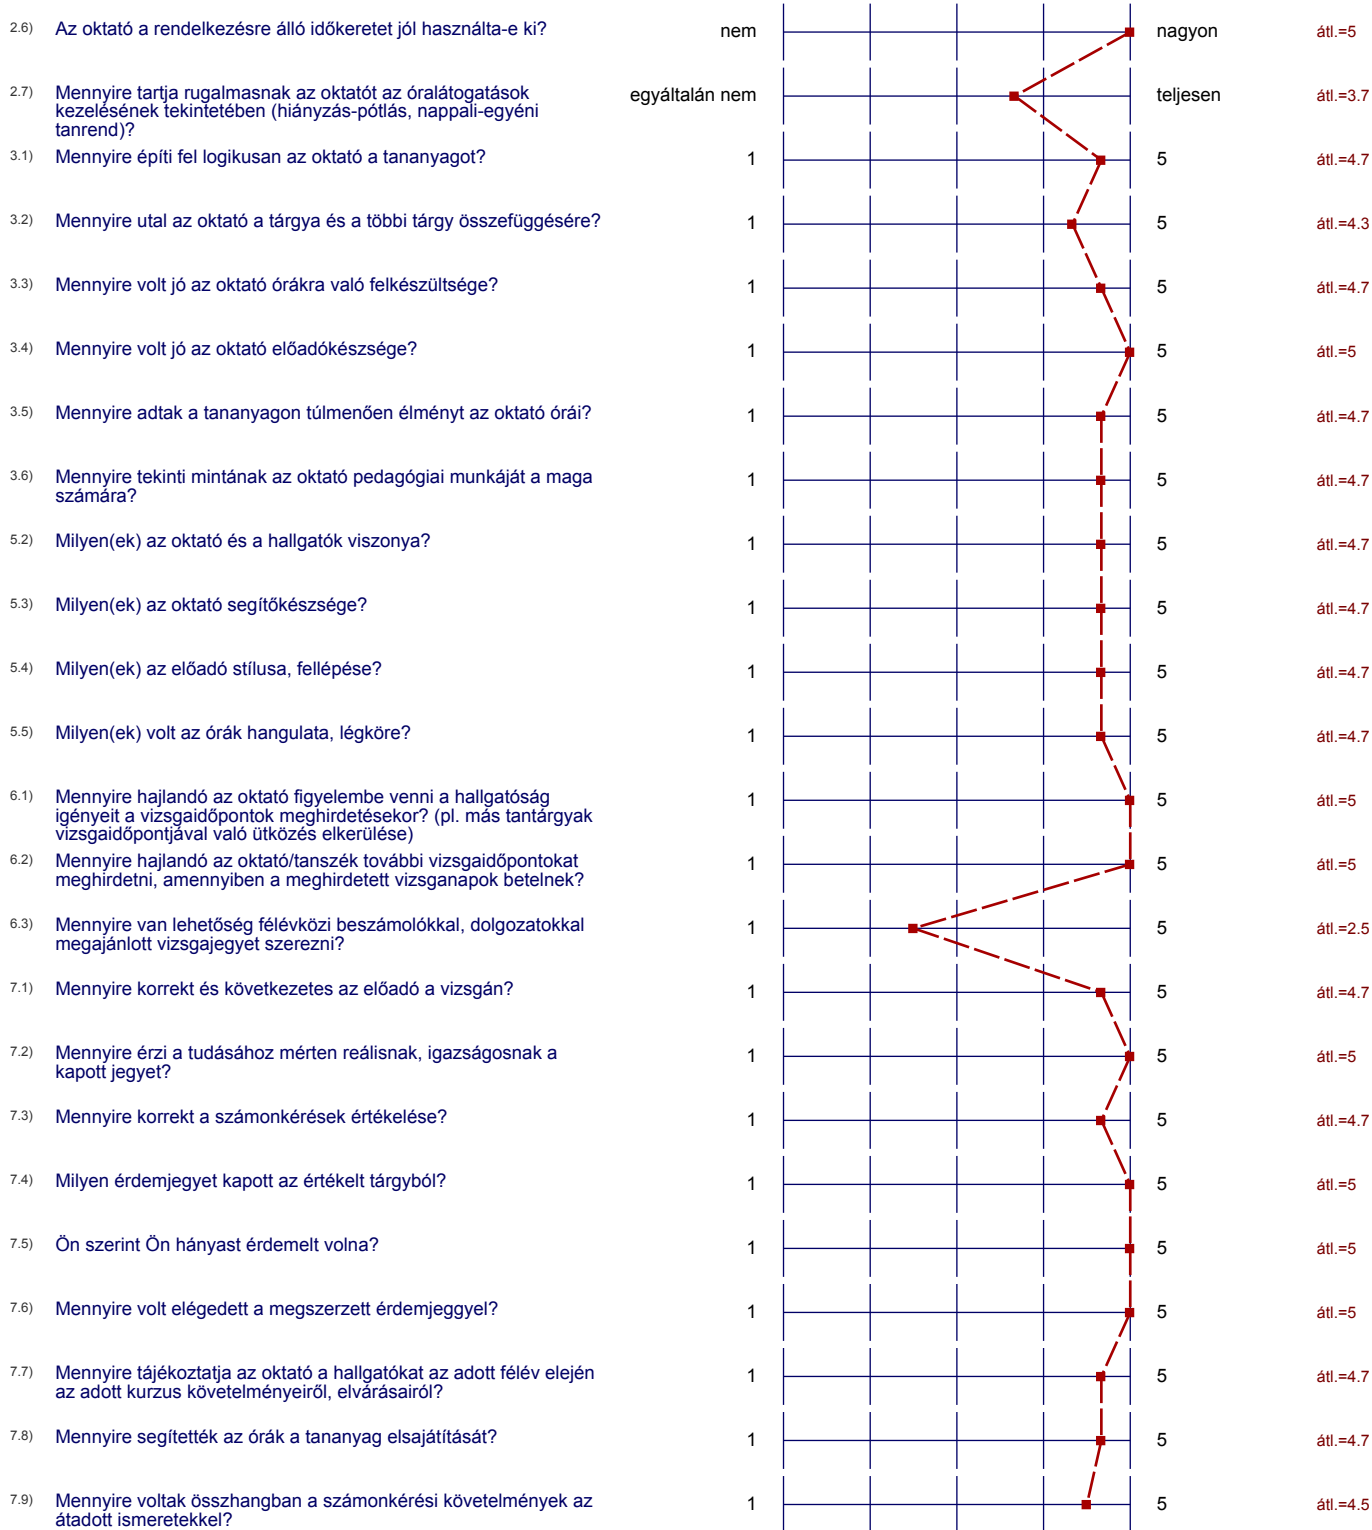 2.6) Az oktató a rendelkezésre álló időkeretet jól használta-e ki? nem nagyon átl.=5
2.7) Mennyire tartja rugalmasnak az oktatót az óralátogatások egyáltalán nem teljesen átl.=3.7
kezelésének tekintetében (hiányzás-pótlás, nappali-egyéni
tanrend)?
3.1) Mennyire építi fel logikusan az oktató a tananyagot? 1 5 átl.=4.7
3.2) Mennyire utal az oktató a tárgya és a többi tárgy összefüggésére? 1 5 átl.=4.3
3.3) Mennyire volt jó az oktató órákra való felkészültsége? 1 5 átl.=4.7
3.4) Mennyire volt jó az oktató előadókészsége? 1 5 átl.=5
3.5) Mennyire adtak a tananyagon túlmenően élményt az oktató órái? 1 5 átl.=4.7
3.6) Mennyire tekinti mintának az oktató pedagógiai munkáját a maga 1 5 átl.=4.7
számára?
5.2) Milyen(ek) az oktató és a hallgatók viszonya? 1 5 átl.=4.7
5.3) Milyen(ek) az oktató segítőkészsége? 1 5 átl.=4.7
5.4) Milyen(ek) az előadó stílusa, fellépése? 1 5 átl.=4.7
5.5) Milyen(ek) volt az órák hangulata, légköre? 1 5 átl.=4.7
6.1) Mennyire hajlandó az oktató figyelembe venni a hallgatóság 1 5 átl.=5
igényeit a vizsgaidőpontok meghirdetésekor? (pl. más tantárgyak
vizsgaidőpontjával való ütközés elkerülése)
6.2) Mennyire hajlandó az oktató/tanszék további vizsgaidőpontokat 1 5 átl.=5
meghirdetni, amennyiben a meghirdetett vizsganapok betelnek?
6.3) Mennyire van lehetőség félévközi beszámolókkal, dolgozatokkal 1 5 átl.=2.5
megajánlott vizsgajegyet szerezni?
7.1) Mennyire korrekt és következetes az előadó a vizsgán? 1 5 átl.=4.7
7.2) Mennyire érzi a tudásához mérten reálisnak, igazságosnak a 1 5 átl.=5
kapott jegyet?
7.3) Mennyire korrekt a számonkérések értékelése? 1 5 átl.=4.7
7.4) Milyen érdemjegyet kapott az értékelt tárgyból? 1 5 átl.=5
7.5) Ön szerint Ön hányast érdemelt volna? 1 5 átl.=5
7.6) Mennyire volt elégedett a megszerzett érdemjeggyel? 1 5 átl.=5
7.7) Mennyire tájékoztatja az oktató a hallgatókat az adott félév elején 1 5 átl.=4.7
az adott kurzus követelményeiről, elvárásairól?
7.8) Mennyire segítették az órák a tananyag elsajátítását? 1 5 átl.=4.7
7.9) Mennyire voltak összhangban a számonkérési követelmények az 1 5 átl.=4.5
átadott ismeretekkel?